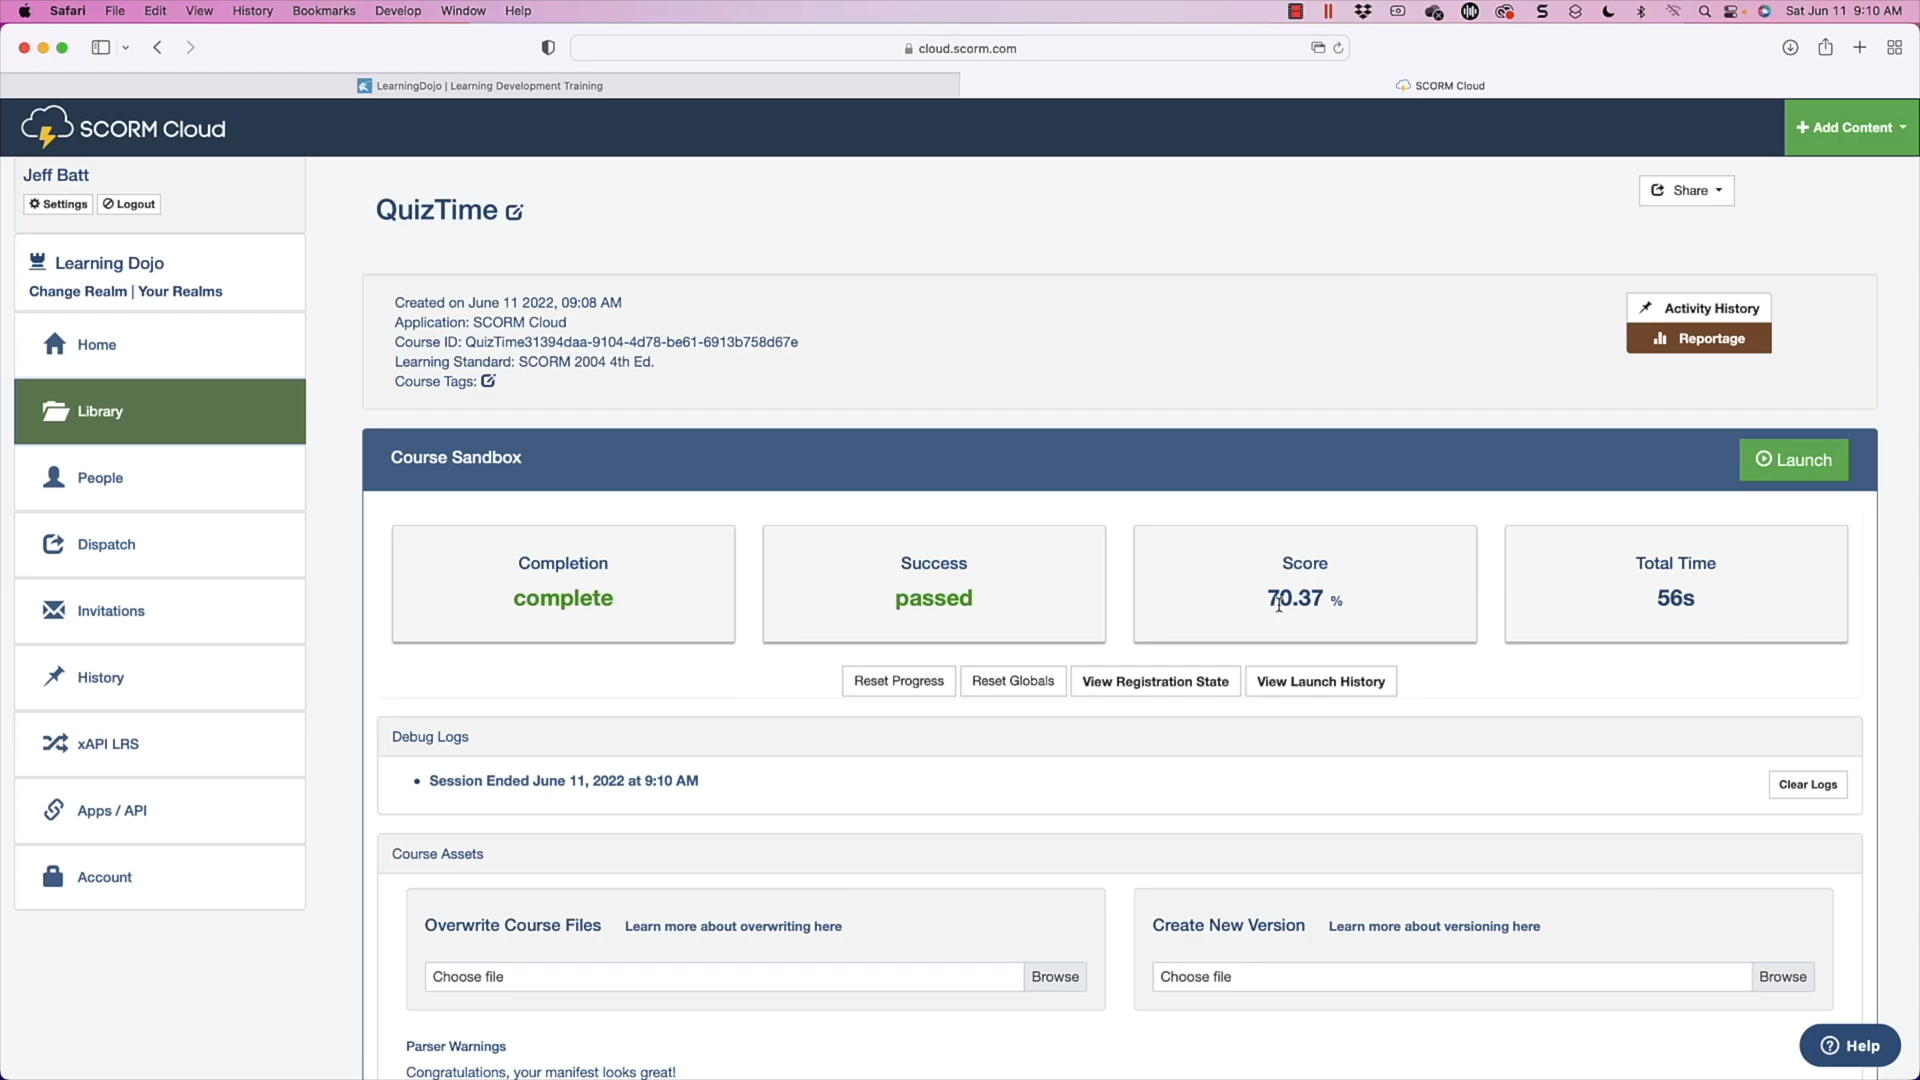 Safari File Edit View History Bookmarks Develop Window Help
Sat Jun 11 9:10 AM
cloud.scorm.com
LearningDojo | Learning Development Training
SCORM Cloud
SCORM Cloud
+ Add Content
Jeff Batt
Settings Logout
Learning Dojo
Change Realm | Your Realms
Home
Library
People
Dispatch
Invitations
History
xAPI LRS
Apps / API
Account
QuizTime
Share
Created on June 11 2022, 09:08 AM
Application: SCORM Cloud
Course ID: QuizTime31394daa-9104-4d78-be61-6913b758d67e
Learning Standard: SCORM 2004 4th Ed.
Course Tags:
Activity History
Reportage
Course Sandbox
Launch
Completion
complete
Success
passed
Score
70.37 %
Total Time
56s
Reset Progress Reset Globals View Registration State View Launch History
Debug Logs
• Session Ended June 11, 2022 at 9:10 AM
Clear Logs
Course Assets
Overwrite Course Files Learn more about overwriting here
Choose file Browse
Create New Version Learn more about versioning here
Choose file Browse
Parser Warnings
Congratulations, your manifest looks great!
Help